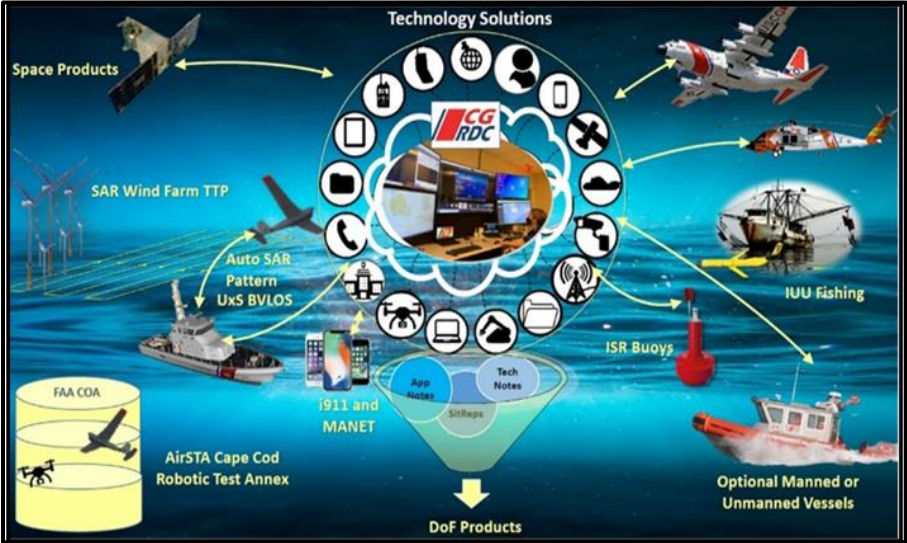 Technology Solutions
Space Products
CG
RDC
SAR Wind Farm TTP
Auto SAR
Pattern
UxS BVLOS
IUU Fishing
ISR Buoys
App
Notes
Tech
Notes
SitReps
i911 and
MANET
FAA COA
AirSTA Cape Cod
Robotic Test Annex
Optional Manned or
Unmanned Vessels
DoF Products